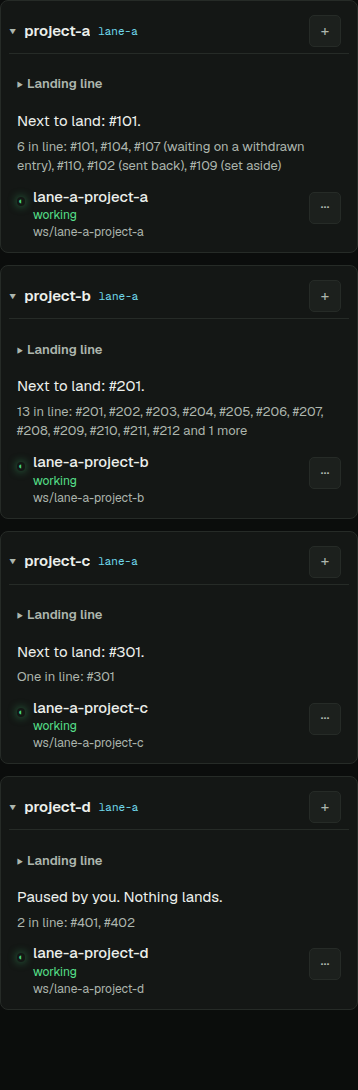 project-a lane-a +
Landing line
Next to land: #101.
6 in line: #101, #104, #107 (waiting on a withdrawn
entry), #110, #102 (sent back), #109 (set aside)
lane-a-project-a
working
ws/lane-a-project-a
...
project-b lane-a +
Landing line
Next to land: #201.
13 in line: #201, #202, #203, #204, #205, #206, #207,
#208, #209, #210, #211, #212 and 1 more
lane-a-project-b
working
ws/lane-a-project-b
...
project-c lane-a +
Landing line
Next to land: #301.
One in line: #301
lane-a-project-c
working
ws/lane-a-project-c
...
project-d lane-a +
Landing line
Paused by you. Nothing lands.
2 in line: #401, #402
lane-a-project-d
working
ws/lane-a-project-d
...